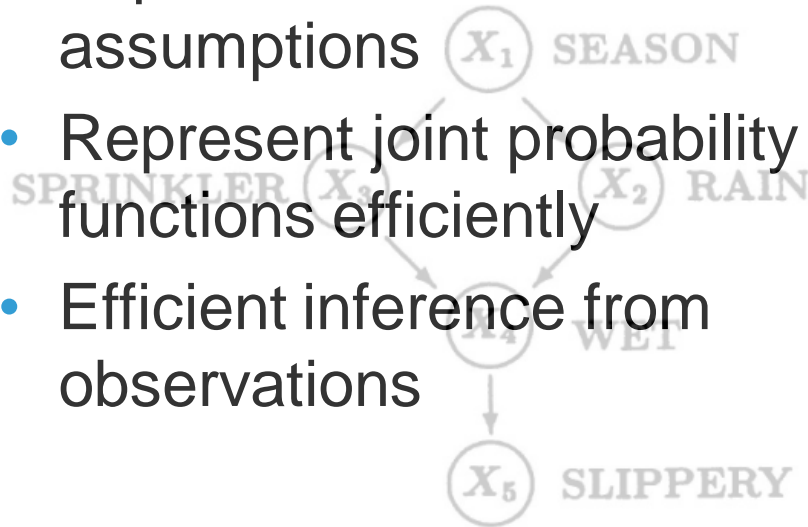 assumptions
X1 SEASON
• Represent joint probability
SPRINKLER X3 X2 RAIN
functions efficiently
• Efficient inference from
X4 WET
observations
X5 SLIPPERY